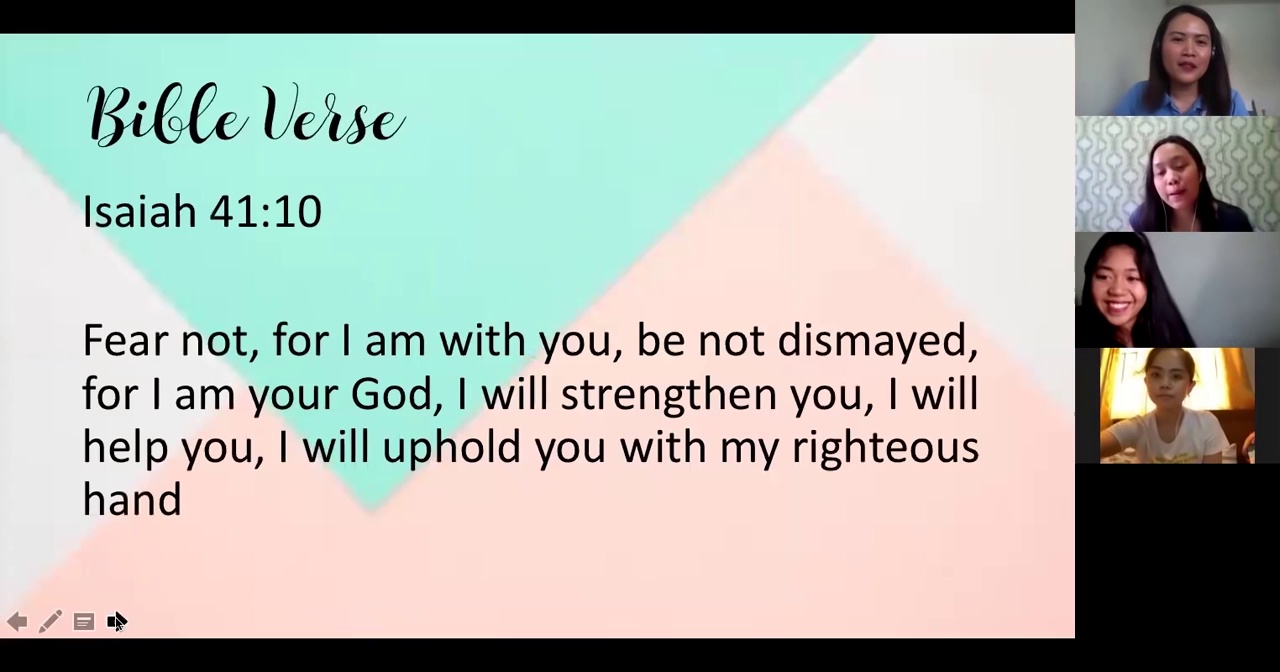 Bible Verse
Isaiah 41:10
Fear not, for I am with you, be not dismayed,
for I am your God, I will strengthen you, I will
help you, I will uphold you with my righteous
hand